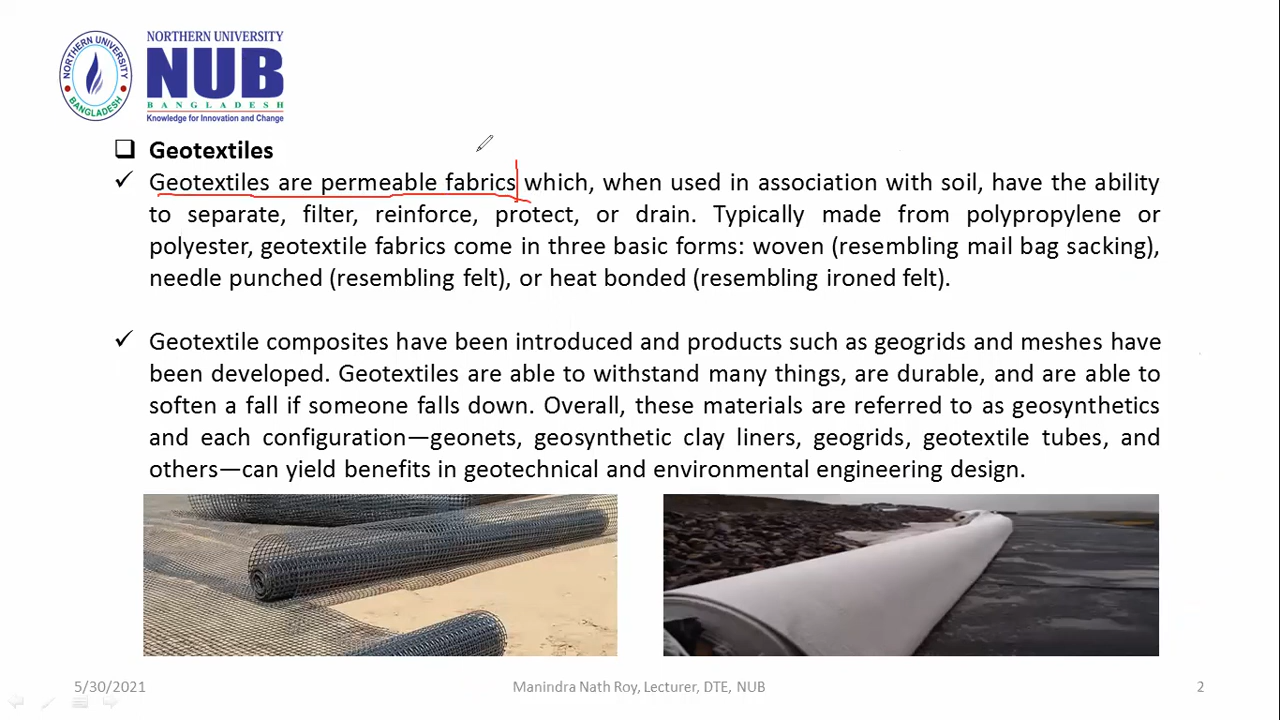 NORTHERN UNIVERSITY
BANGLADESH
NORTHERN UNIVERSITY
NUB
BANGLADESH
Knowledge for Innovation and Change
❑ Geotextiles
✓ Geotextiles are permeable fabrics which, when used in association with soil, have the ability
to separate, filter, reinforce, protect, or drain. Typically made from polypropylene or
polyester, geotextile fabrics come in three basic forms: woven (resembling mail bag sacking),
needle punched (resembling felt), or heat bonded (resembling ironed felt).
✓ Geotextile composites have been introduced and products such as geogrids and meshes have
been developed. Geotextiles are able to withstand many things, are durable, and are able to
soften a fall if someone falls down. Overall, these materials are referred to as geosynthetics
and each configuration—geonets, geosynthetic clay liners, geogrids, geotextile tubes, and
others—can yield benefits in geotechnical and environmental engineering design.
5/30/2021
Manindra Nath Roy, Lecturer, DTE, NUB
2